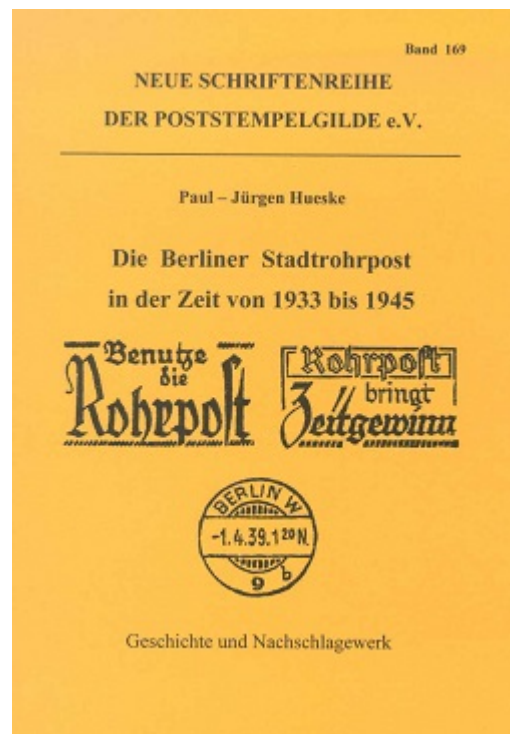 Band 169
NEUE SCHRIFTENREIHE
DER POSTSTEMPELGILDE e.V.
Paul – Jürgen Hueske
Die Berliner Stadtrohrpost
in der Zeit von 1933 bis 1945
Benutze
die
Rohrpost
Rohrpost
bringt
Zeitgewinn
BERLIN W
-1.4.39.1 20 N.
9 b
Geschichte und Nachschlagewerk